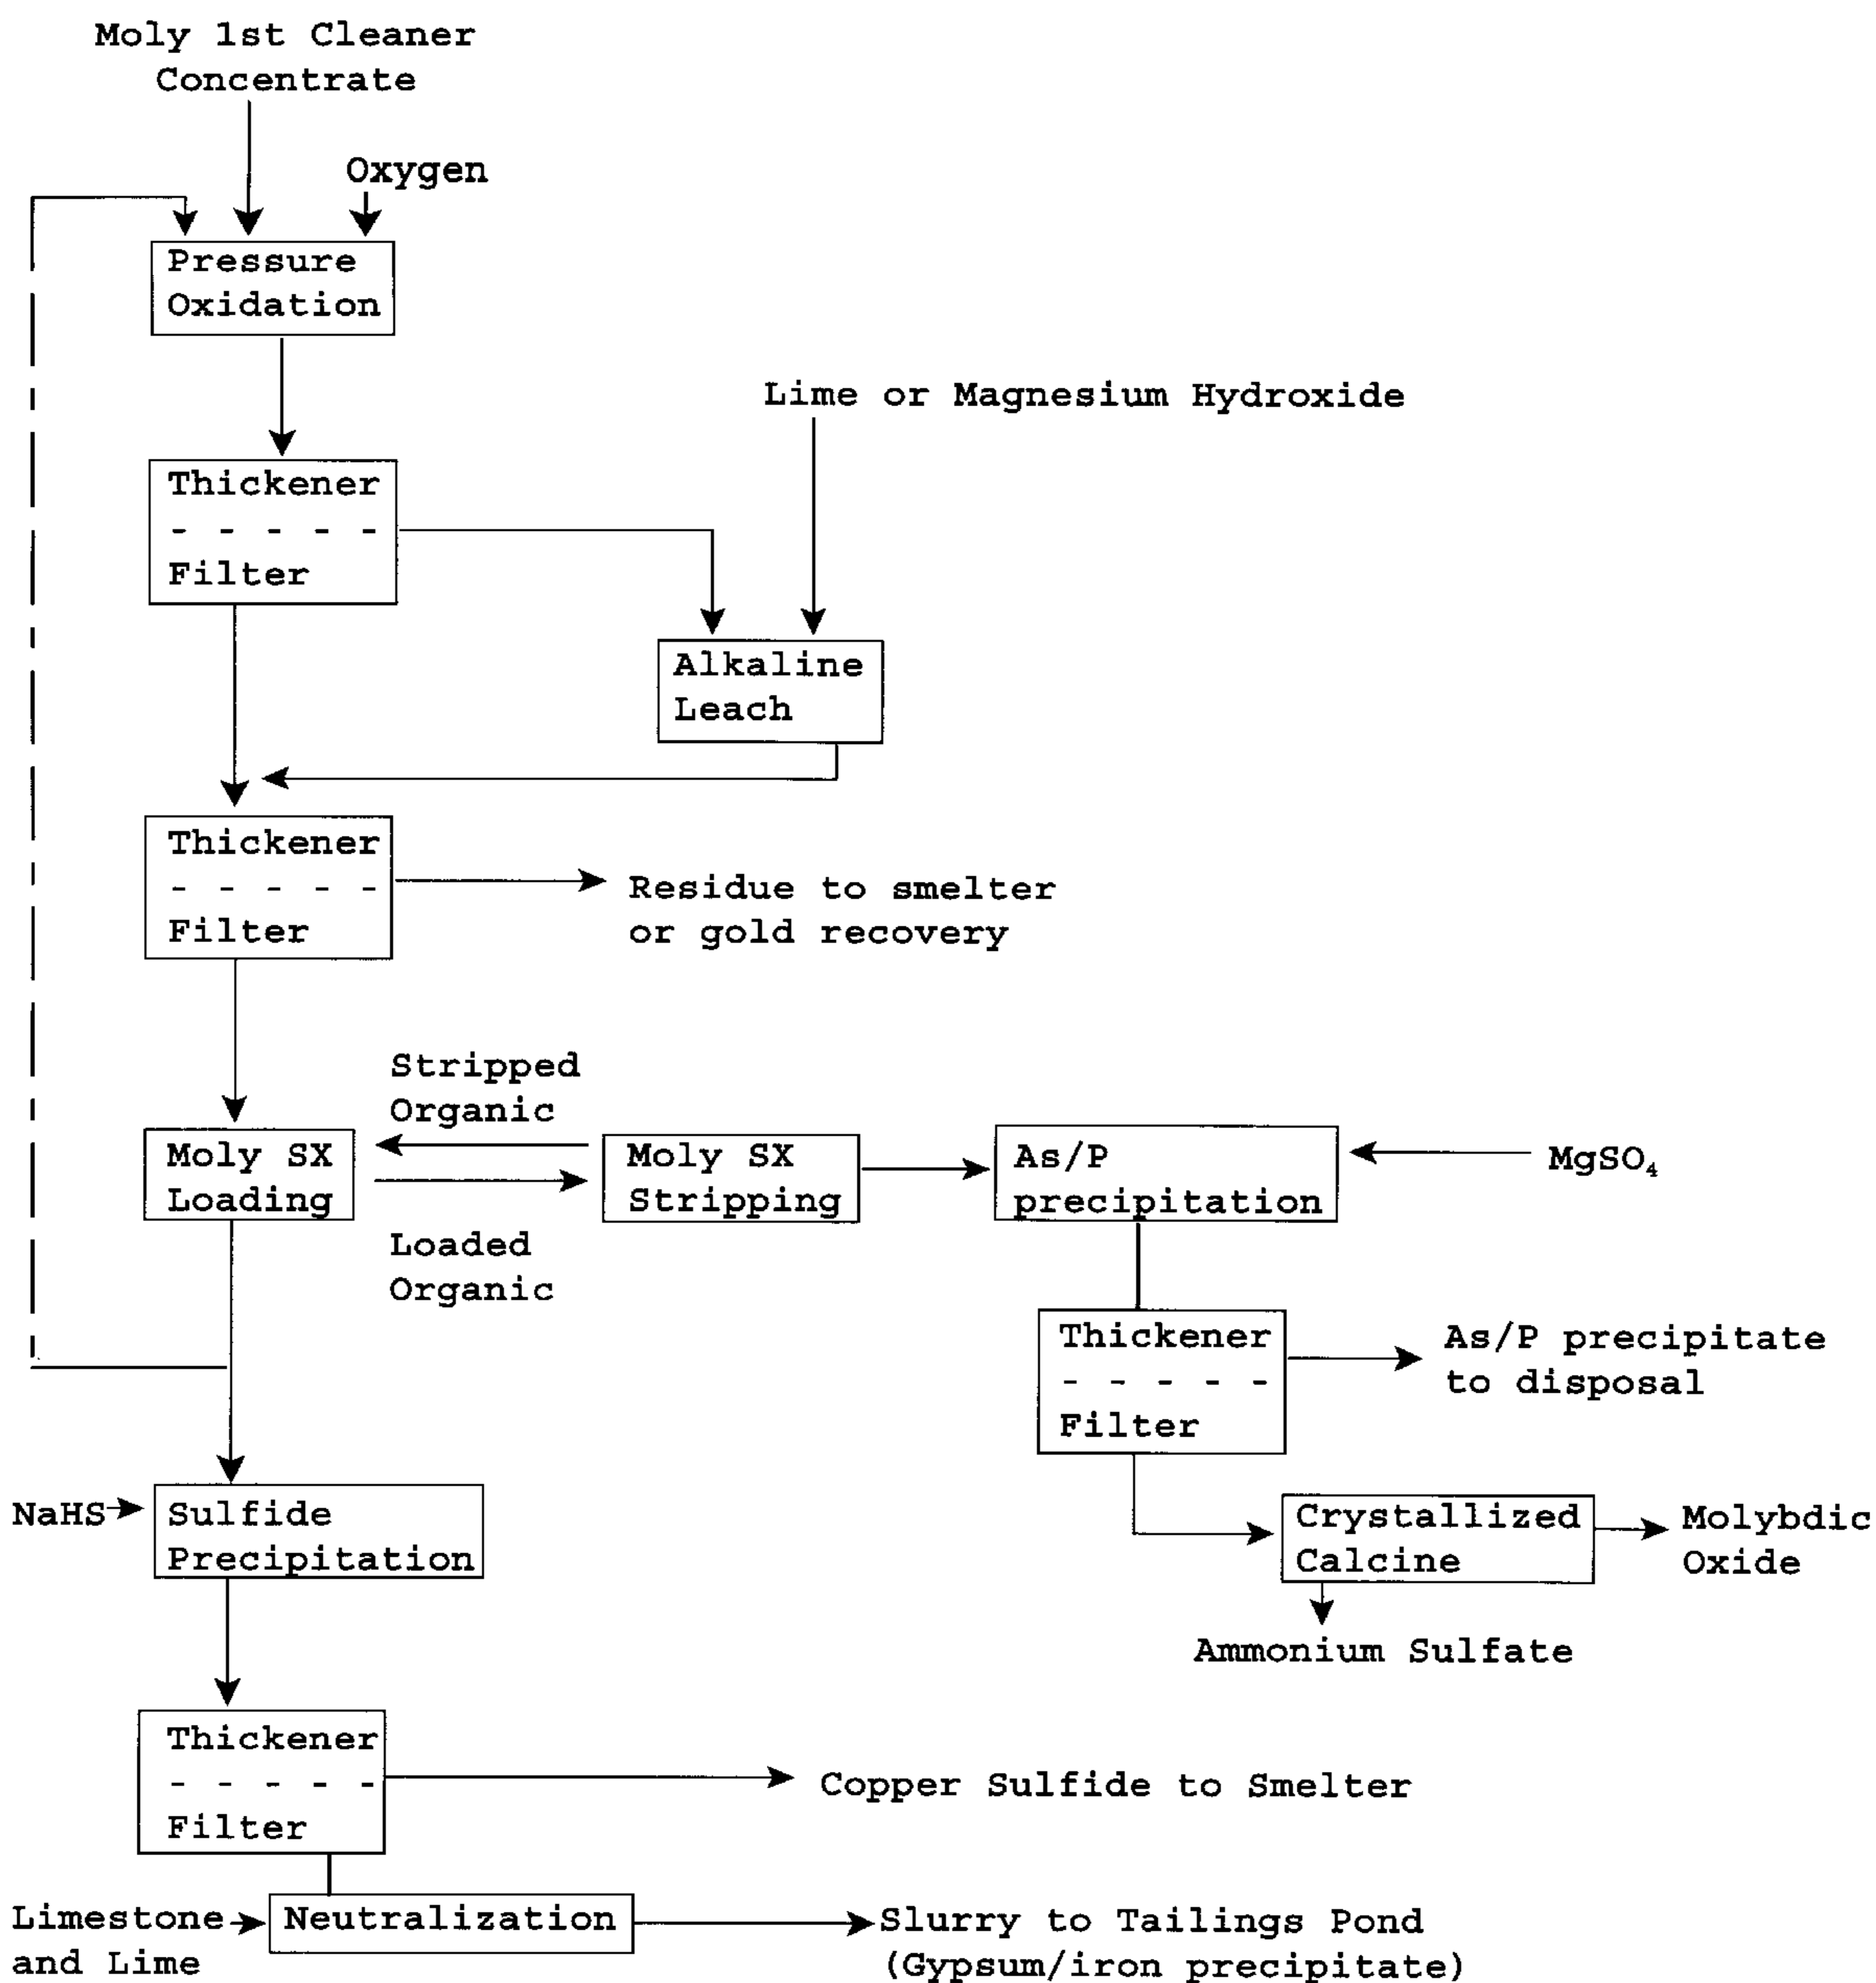 Moly 1st Cleaner
Concentrate
Oxygen
Pressure
Oxidation
Lime or Magnesium Hydroxide
Thickener
- - - - -
Filter
Alkaline
Leach
Thickener
- - - - -
Filter
Residue to smelter
or gold recovery
Stripped
Organic
Moly SX
Loading
Moly SX
Stripping
As/P
precipitation
MgSO₄
Loaded
Organic
Thickener
- - - - -
Filter
As/P precipitate
to disposal
NaHS
Sulfide
Precipitation
Crystallized
Calcine
Molybdic
Oxide
Ammonium Sulfate
Thickener
- - - - -
Filter
Copper Sulfide to Smelter
Limestone
and Lime
Neutralization
Slurry to Tailings Pond
(Gypsum/iron precipitate)